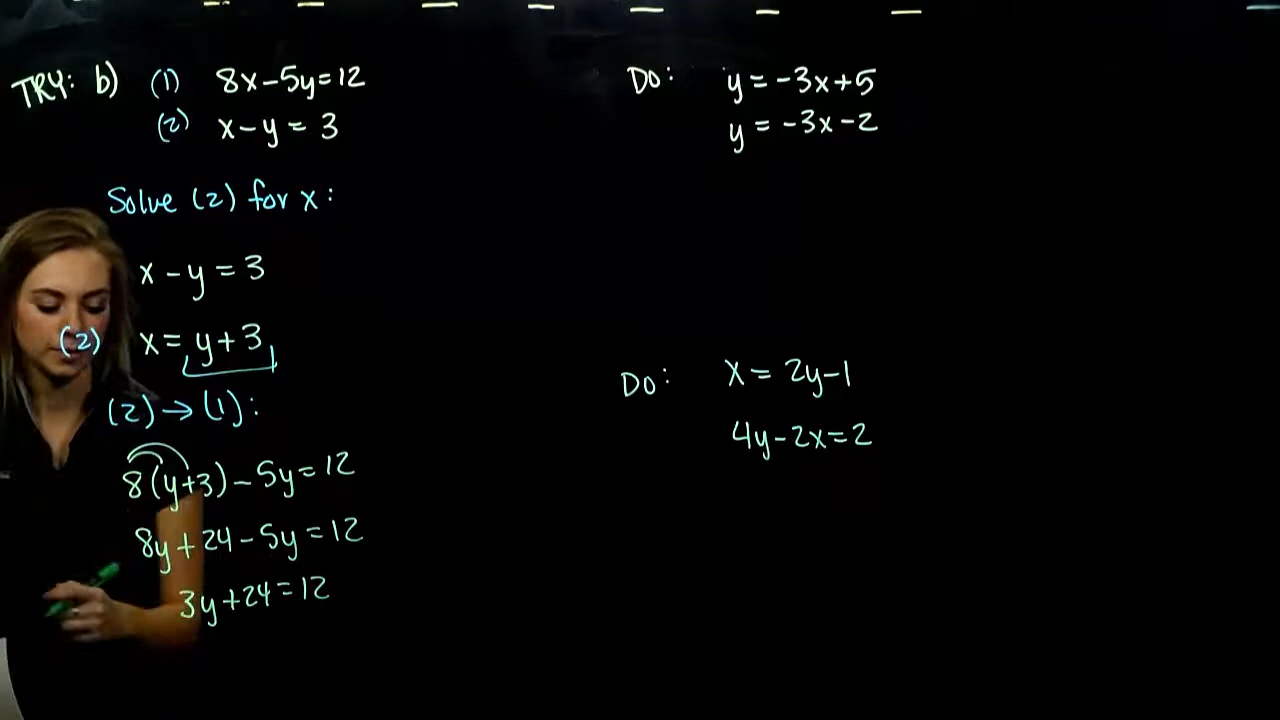 TRY: b) (1) 8x-5y=12
(2) x-y = 3
Solve (2) for x:
x-y = 3
(2) x= y+3
(2)→(1):
8(y+3)-5y=12
8y+24-5y=12
3y+24=12
Do: y = -3x+5
y = -3x-2
Do: x = 2y-1
4y-2x=2